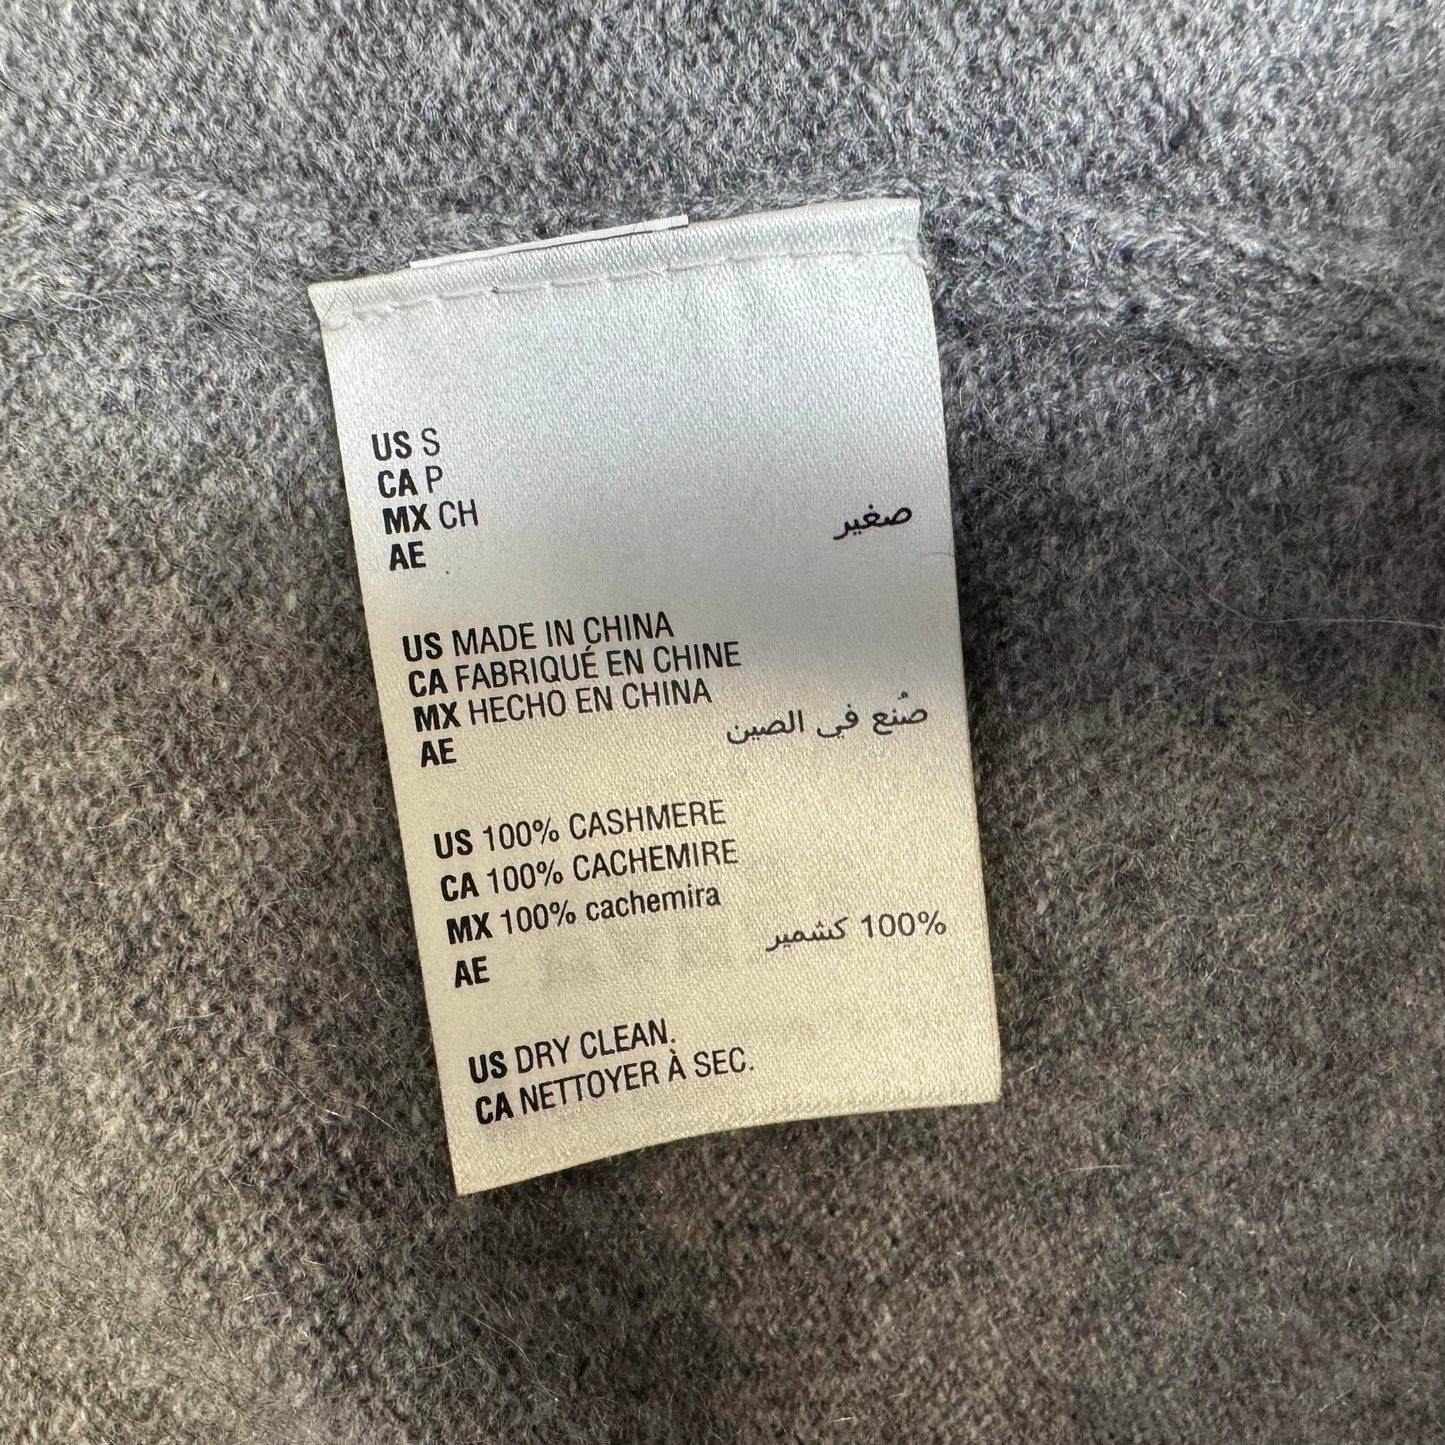 US S
CA P
MX CH
AE صغير
US MADE IN CHINA
CA FABRIQUÉ EN CHINE
MX HECHO EN CHINA
AE صُنع في الصين
US 100% CASHMERE
CA 100% CACHEMIRE
MX 100% cachemira
AE 100% كشمير
US DRY CLEAN.
CA NETTOYER À SEC.